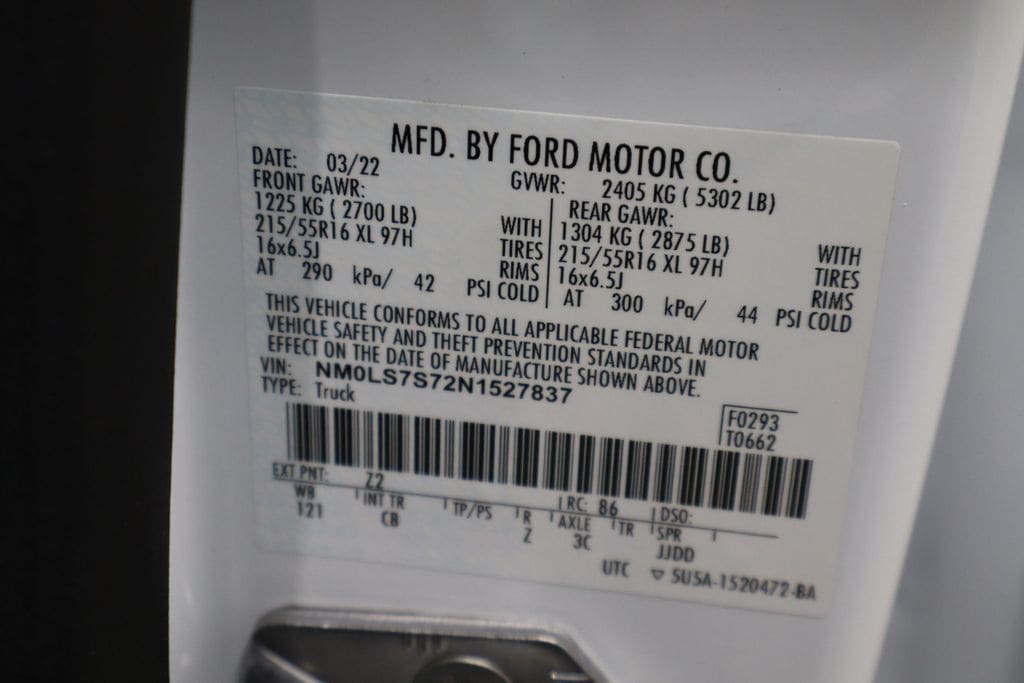 MFD. BY FORD MOTOR CO.
DATE: 03/22 GVWR: 2405 KG ( 5302 LB)
FRONT GAWR: REAR GAWR:
1225 KG ( 2700 LB) WITH 1304 KG ( 2875 LB) WITH
215/55R16 XL 97H TIRES 215/55R16 XL 97H TIRES
16x6.5J RIMS 16x6.5J RIMS
AT 290 kPa/ 42 PSI COLD AT 300 kPa/ 44 PSI COLD
THIS VEHICLE CONFORMS TO ALL APPLICABLE FEDERAL MOTOR
VEHICLE SAFETY AND THEFT PREVENTION STANDARDS IN
EFFECT ON THE DATE OF MANUFACTURE SHOWN ABOVE.
VIN: NM0LS7S72N1527837
TYPE: Truck
F0293
T0662
EXT PNT: Z2 RC: 86 DSO:
WB INT TR TP/PS R AXLE TR SPR
121 CB Z 3C JJDD
UTC ▽ 5U5A-1520472-BA